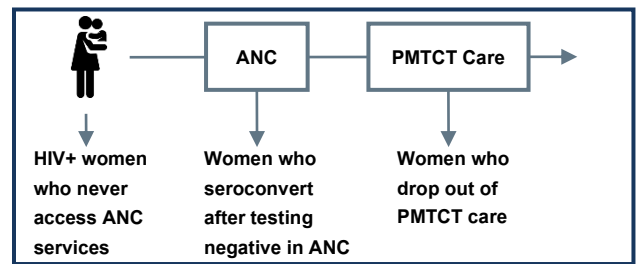 ANC
PMTCT Care
HIV+ women
who never
access ANC
services
Women who
seroconvert
after testing
negative in ANC
Women who
drop out of
PMTCT care